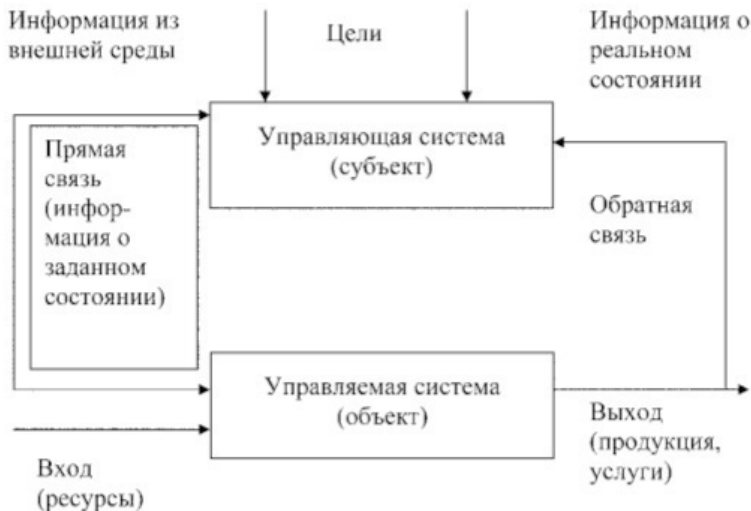 Информация из
внешней среды
Цели
Информация о
реальном
состоянии
Управляющая система
(субъект)
Прямая
связь
(инфор-
мация о
заданном
состоянии)
Обратная
связь
Управляемая система
(объект)
Выход
(продукция,
услуги)
Вход
(ресурсы)